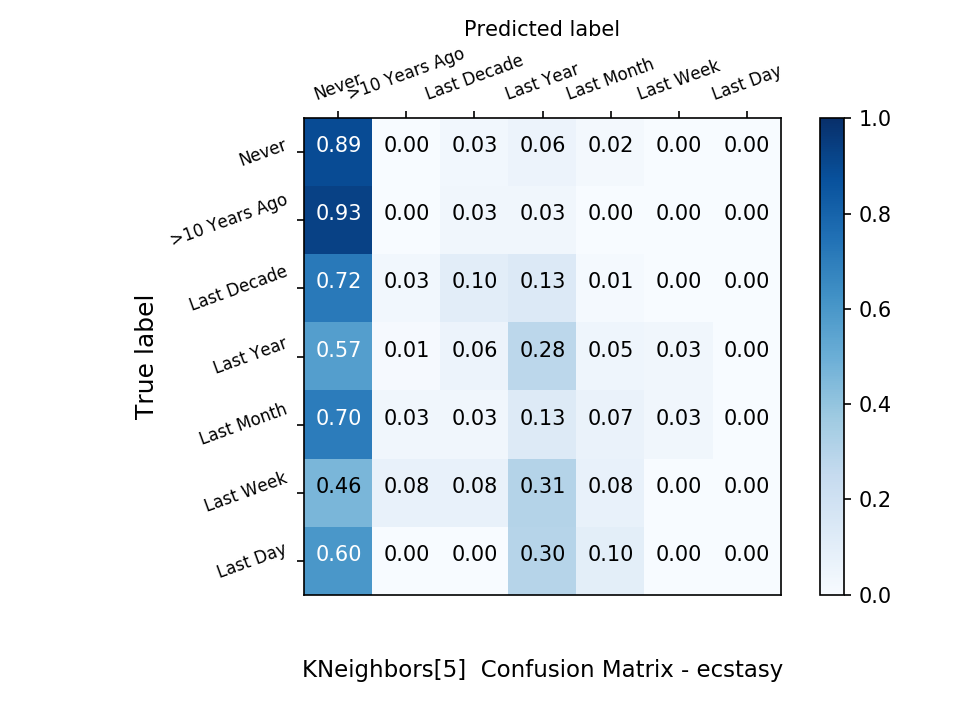 Predicted label
Never >10 Years Ago Last Decade Last Year Last Month Last Week Last Day
Never 0.89 0.00 0.03 0.06 0.02 0.00 0.00
>10 Years Ago 0.93 0.00 0.03 0.03 0.00 0.00 0.00
Last Decade 0.72 0.03 0.10 0.13 0.01 0.00 0.00
Last Year 0.57 0.01 0.06 0.28 0.05 0.03 0.00
Last Month 0.70 0.03 0.03 0.13 0.07 0.03 0.00
Last Week 0.46 0.08 0.08 0.31 0.08 0.00 0.00
Last Day 0.60 0.00 0.00 0.30 0.10 0.00 0.00
True label
1.0
0.8
0.6
0.4
0.2
0.0
KNeighbors[5] Confusion Matrix - ecstasy